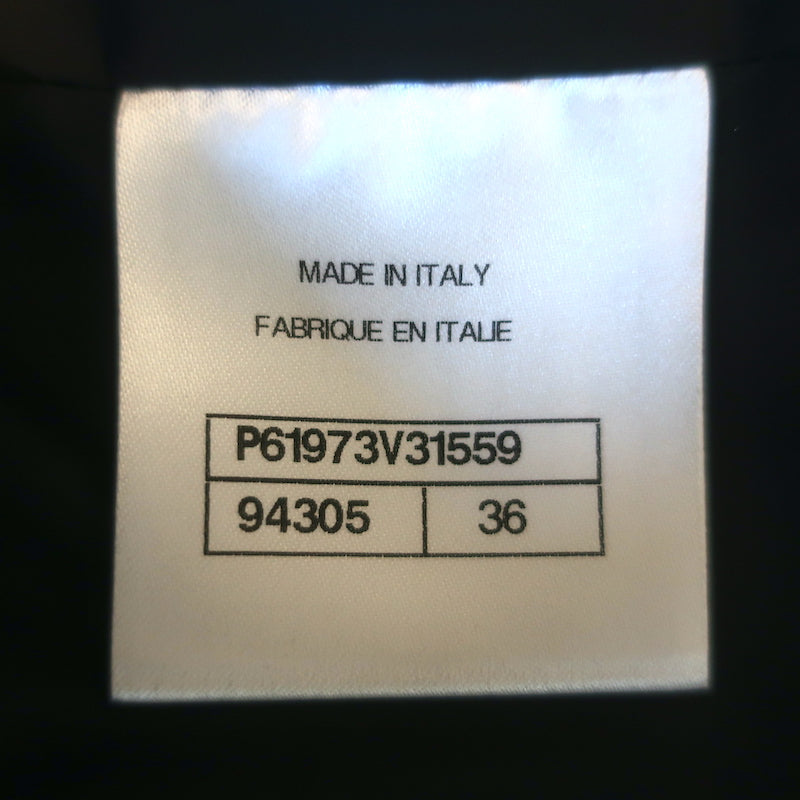 MADE IN ITALY
FABRIQUE EN ITALIE
P61973V31559
94305 36